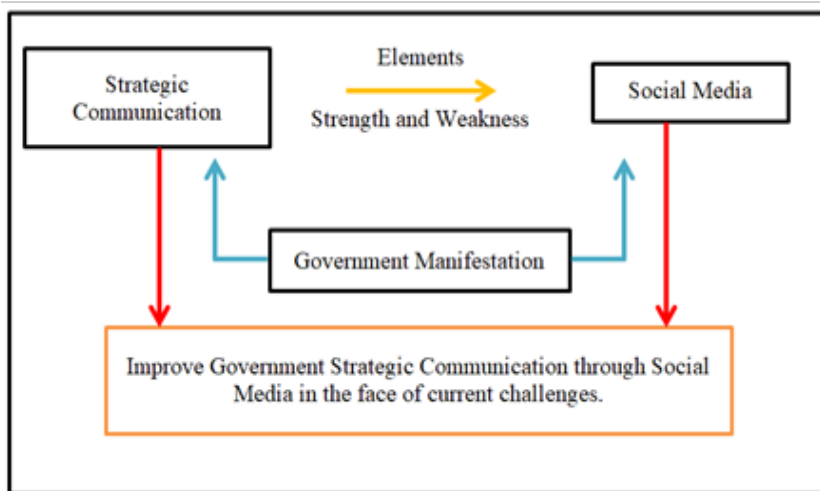 Strategic
Communication
Elements
Strength and Weakness
Social Media
Government Manifestation
Improve Government Strategic Communication through Social
Media in the face of current challenges.